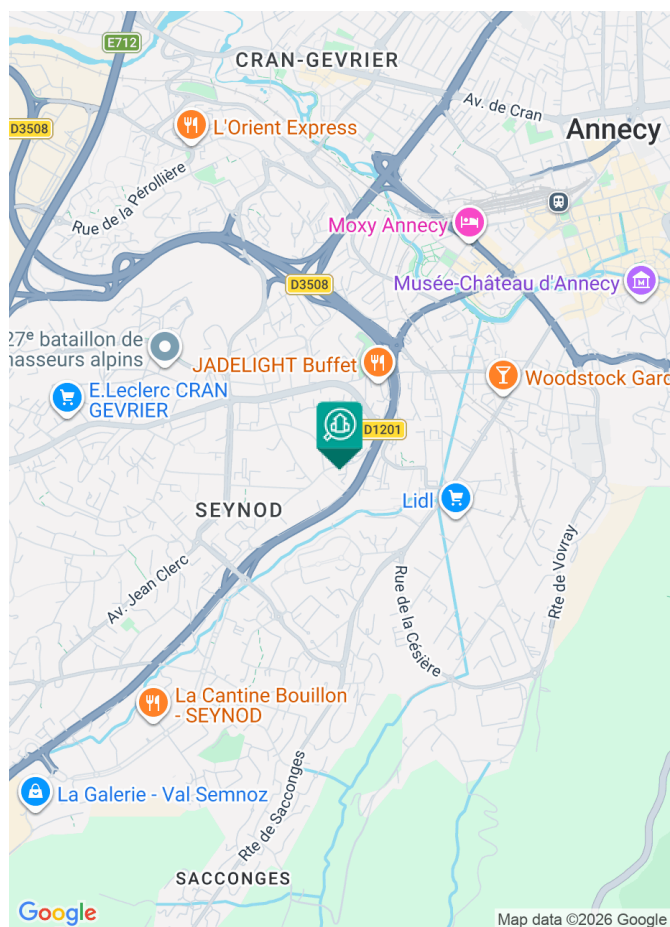 E712
CRAN-GEVRIER
Av. de Cran
D3508
L'Orient Express
Annecy
Rue de la Pérollière
Moxy Annecy
D3508
Musée-Château d'Annecy
27e bataillon de
hasseurs alpins
JADELIGHT Buffet
E.Leclerc CRAN
GEVRIER
Woodstock Gard
D1201
Lidl
SEYNOD
Rte de Vovray
Av. Jean Clerc
Rue de la Césière
La Cantine Bouillon
- SEYNOD
La Galerie - Val Semnoz
Rte de Sacconges
SACCONGES
Google
Map data ©2026 Google